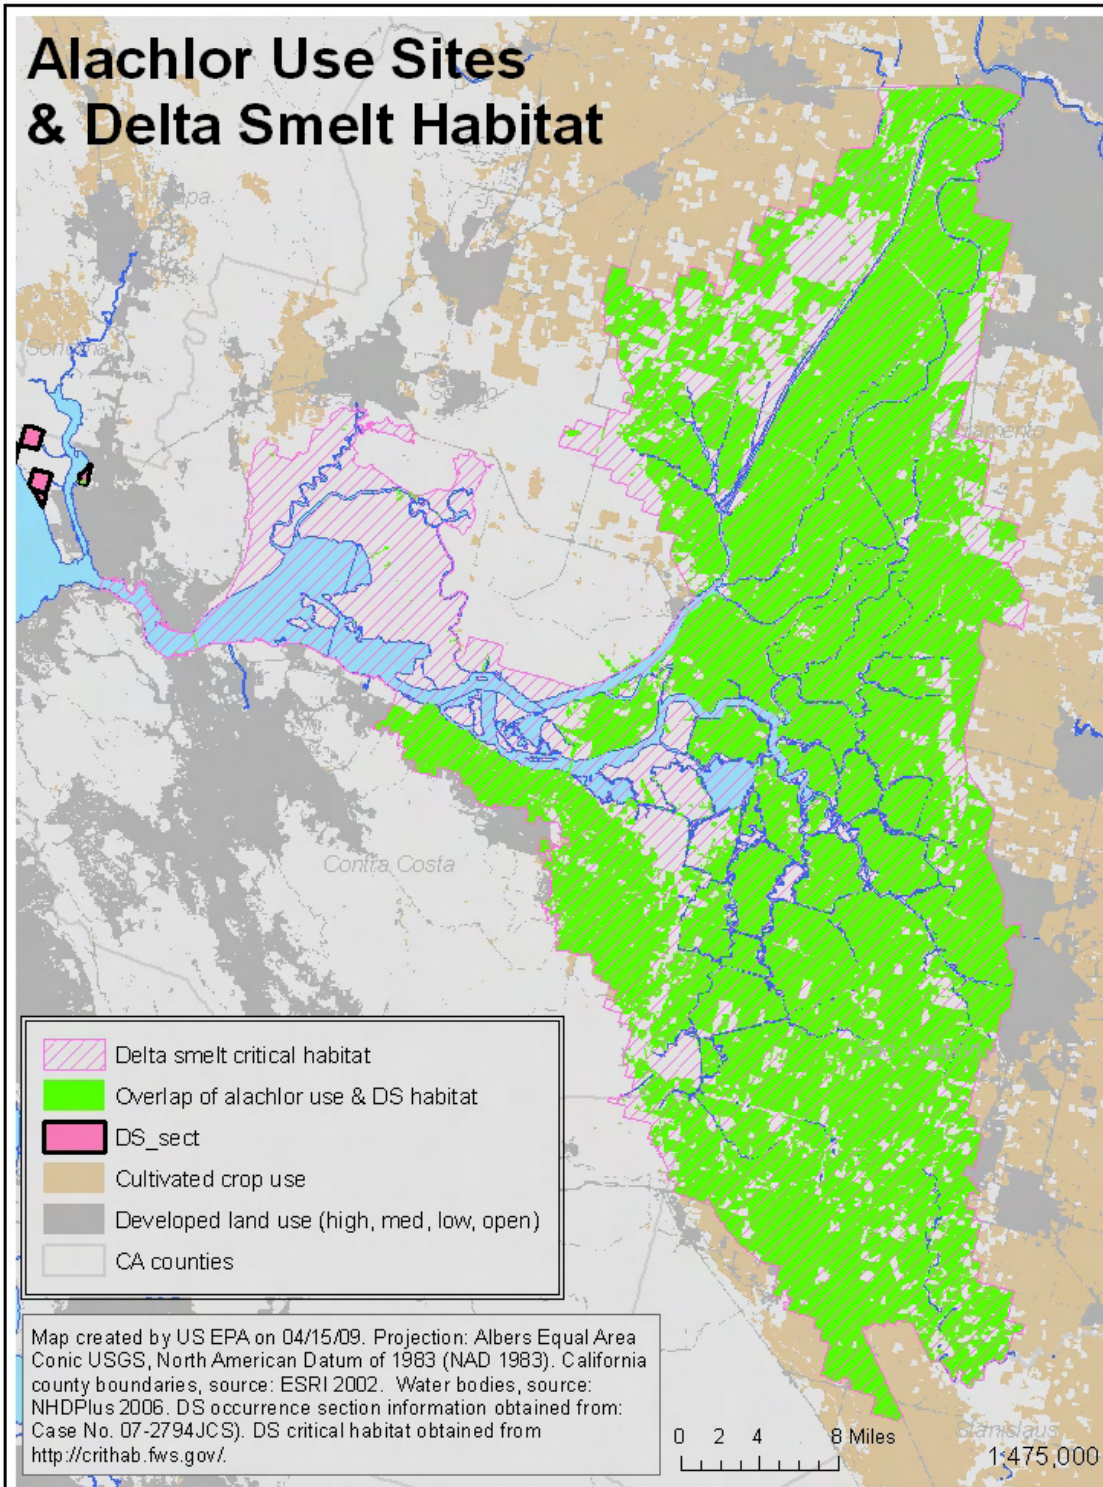 Alachlor Use Sites
& Delta Smelt Habitat
Sonoma
Sacramento
Contra Costa
Delta smelt critical habitat
Overlap of alachlor use & DS habitat
DS_sect
Cultivated crop use
Developed land use (high, med, low, open)
CA counties
Map created by US EPA on 04/15/09. Projection: Albers Equal Area
Conic USGS, North American Datum of 1983 (NAD 1983). California
county boundaries, source: ESRI 2002. Water bodies, source:
NHDPlus 2006. DS occurrence section information obtained from:
Case No. 07-2794JCS). DS critical habitat obtained from
http://crithab.fws.gov/.
0 2 4 8 Miles
Stanislaus
1:475,000